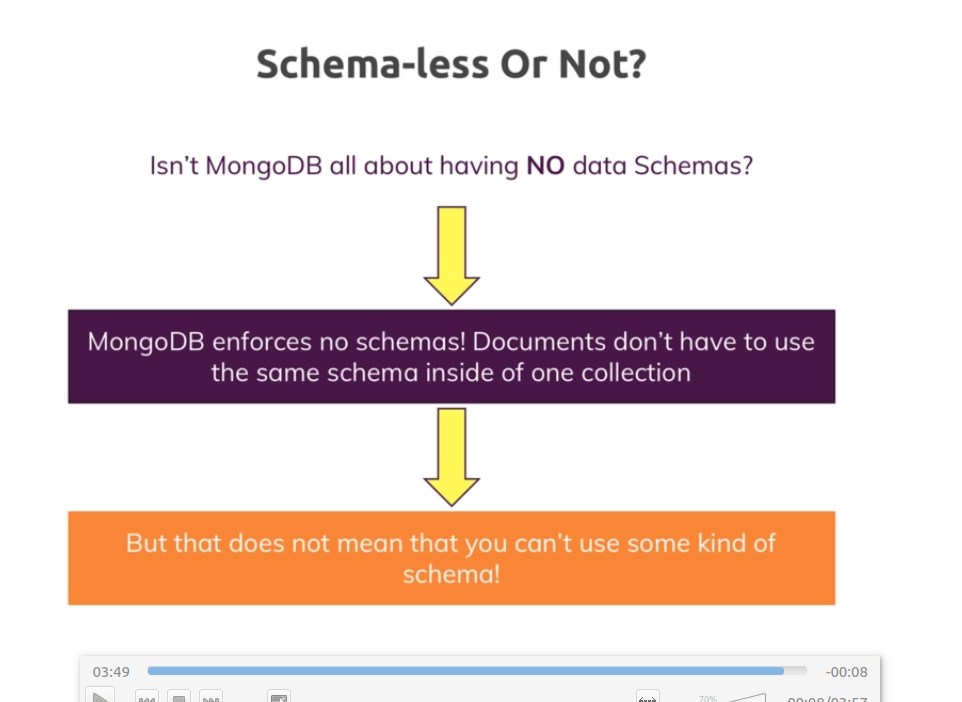 Schema-less Or Not?
Isn't MongoDB all about having NO data Schemas?
MongoDB enforces no schemas! Documents don't have to use
the same schema inside of one collection
But that does not mean that you can't use some kind of
schema!
03:49 -00:08
70%